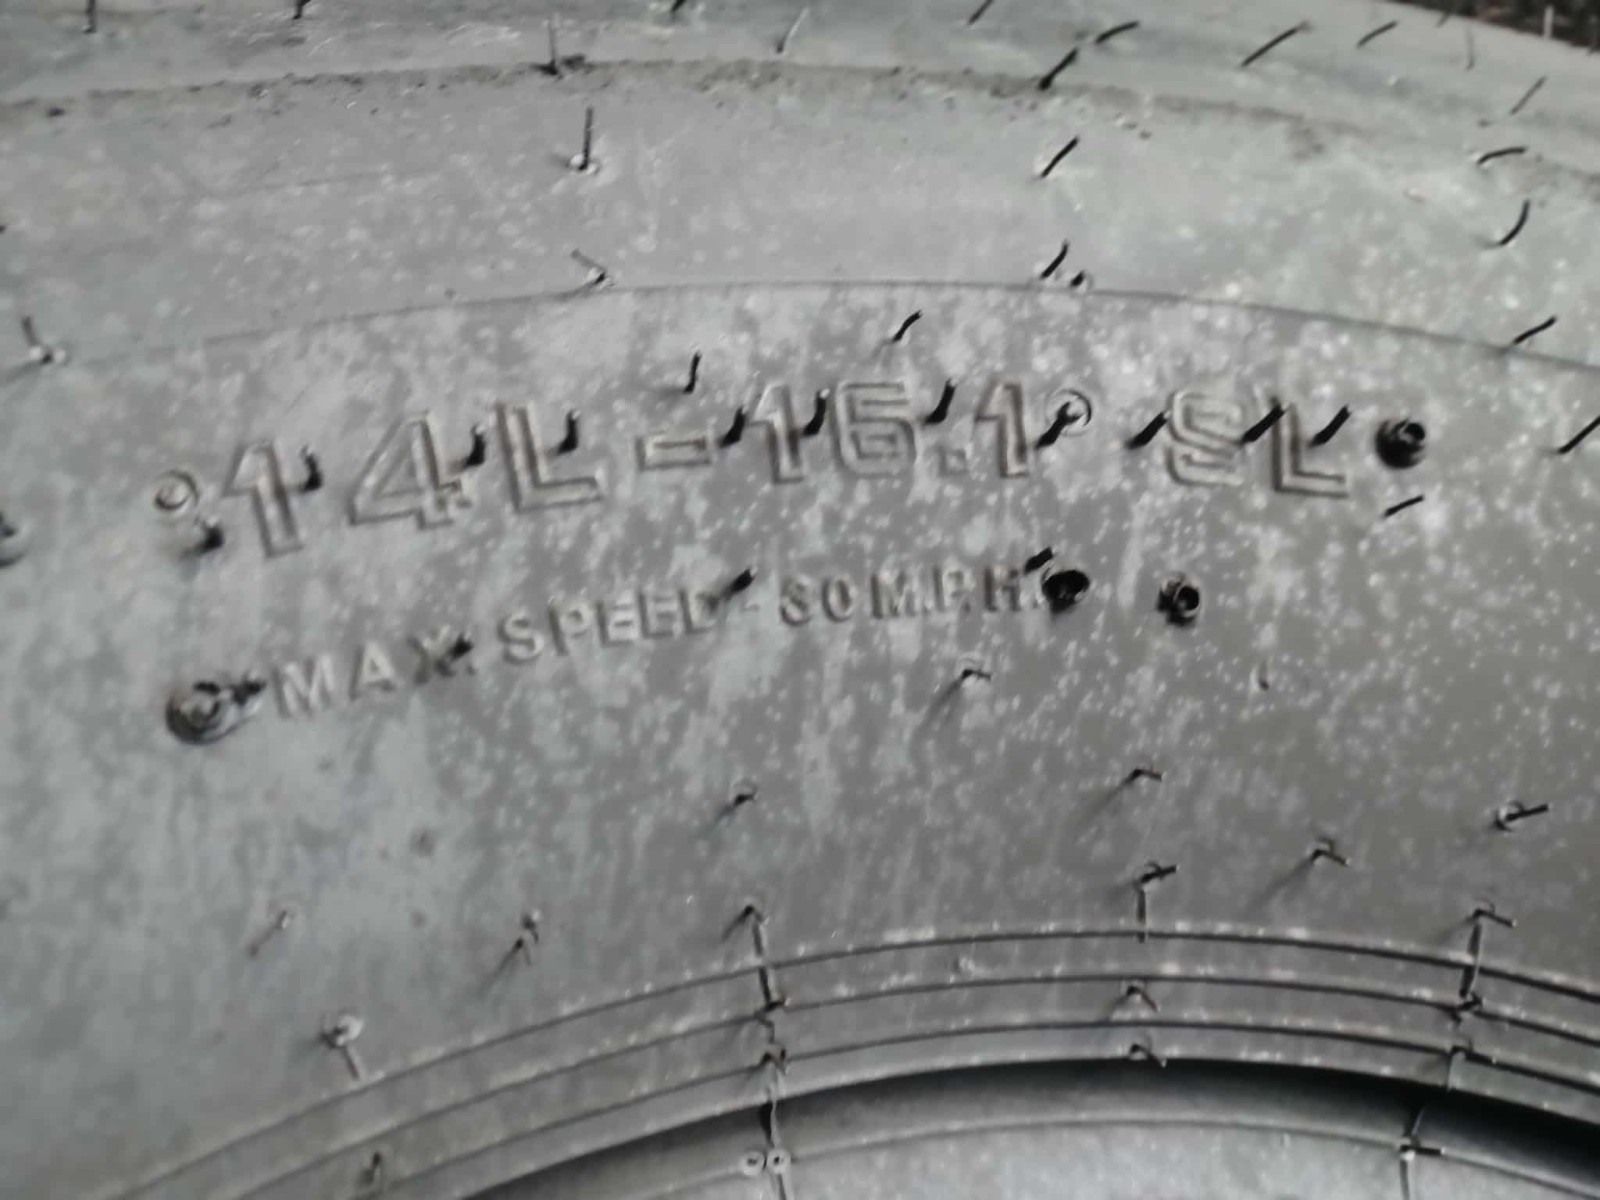 14L-16.1 SL
MAX. SPEED - 30 M.P.H.